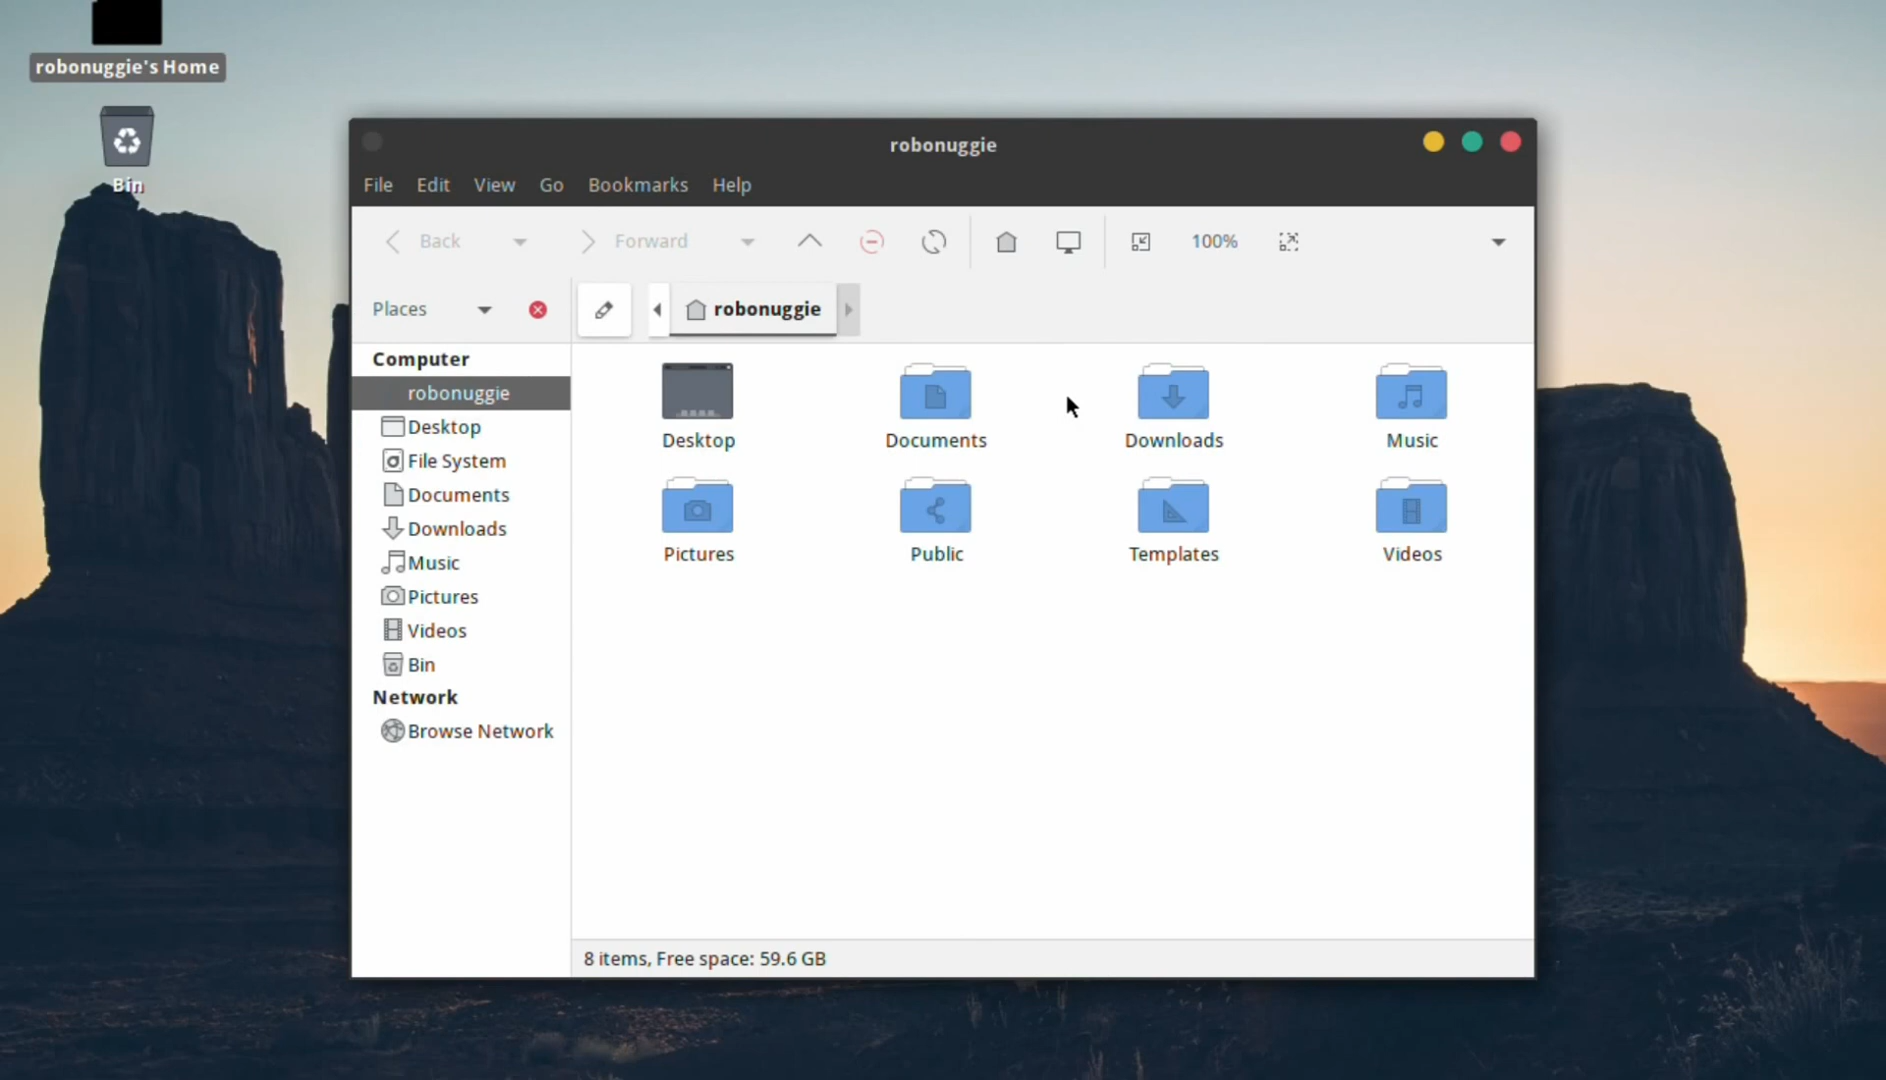 robonuggie's Home
Bin
robonuggie
File Edit View Go Bookmarks Help
Back Forward 100%
Places robonuggie
Computer
robonuggie
Desktop
File System
Documents
Downloads
Music
Pictures
Videos
Bin
Network
Browse Network
Desktop Documents Downloads Music
Pictures Public Templates Videos
8 items, Free space: 59.6 GB